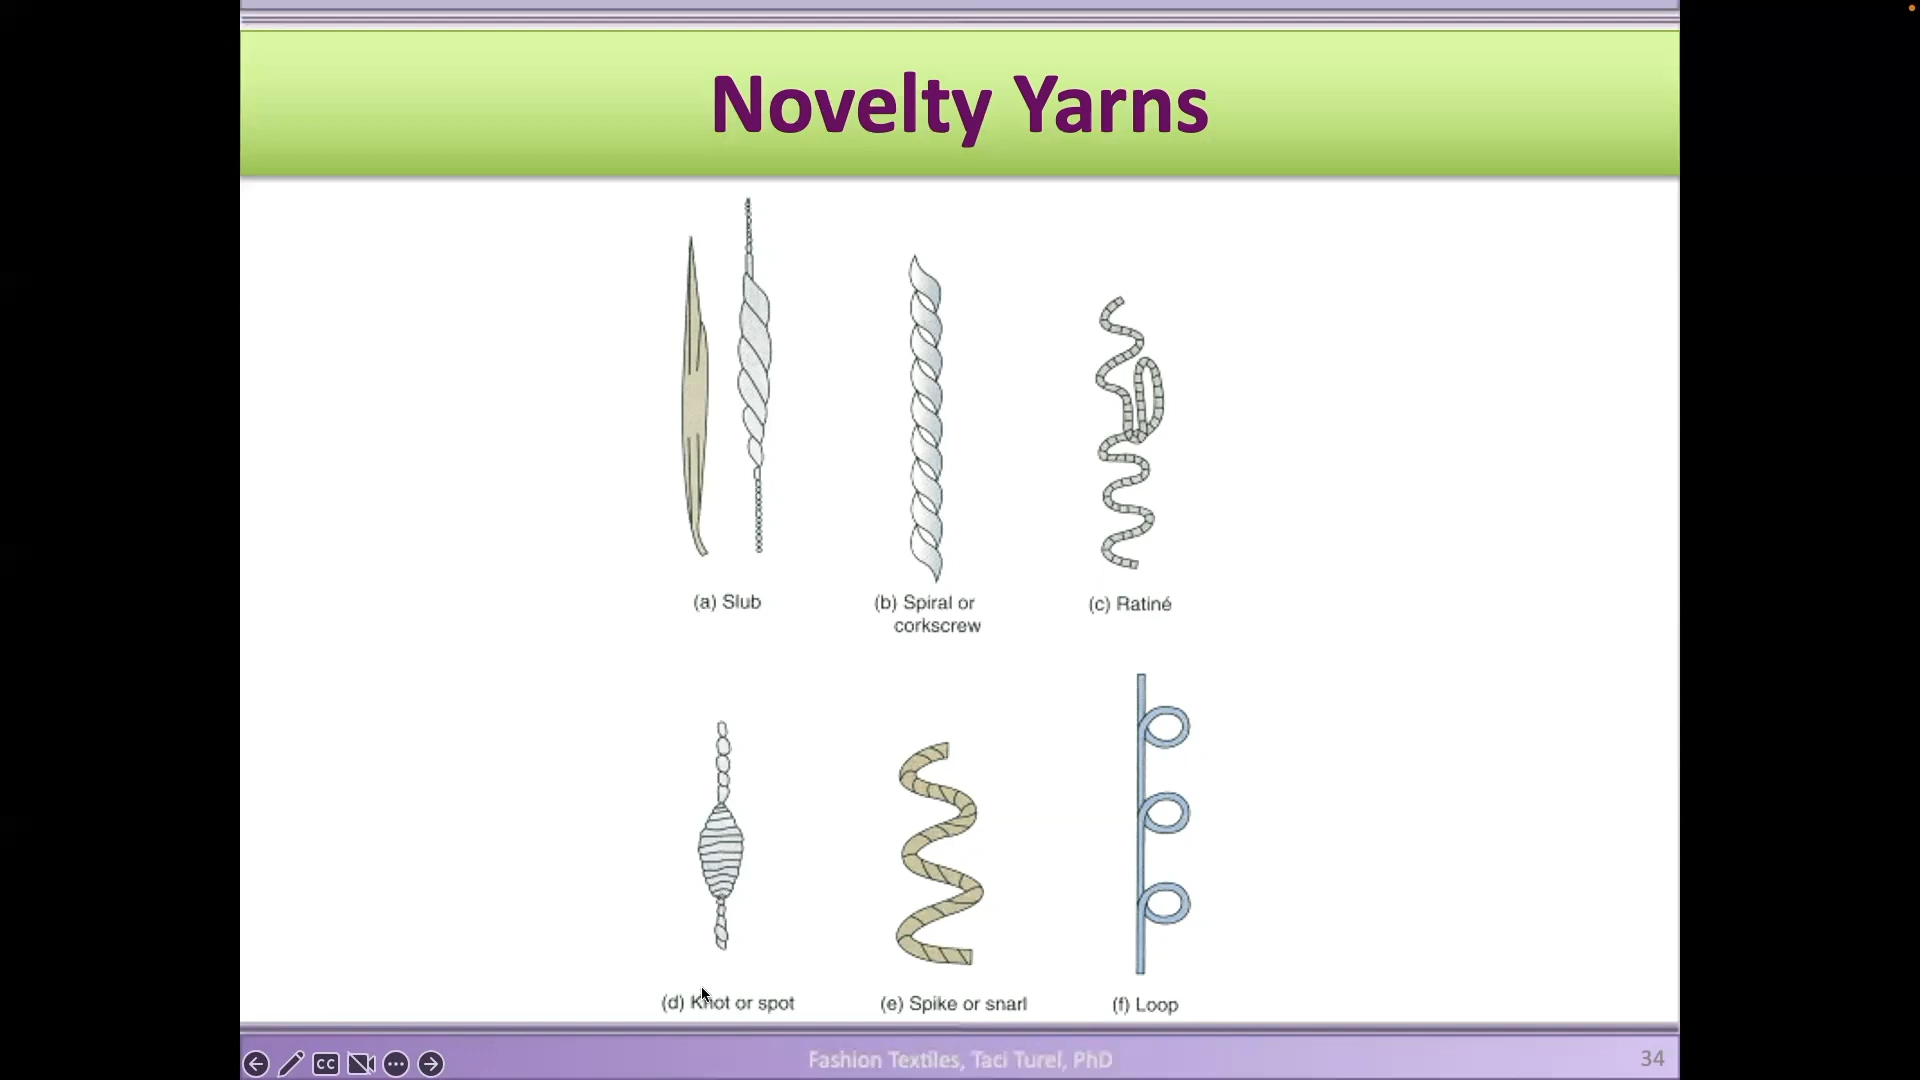 Novelty Yarns
(a) Slub
(b) Spiral or
corkscrew
(c) Ratiné
(d) Knot or spot
(e) Spike or snarl
(f) Loop
CC
Fashion Textiles, Taci Turel, PhD
34